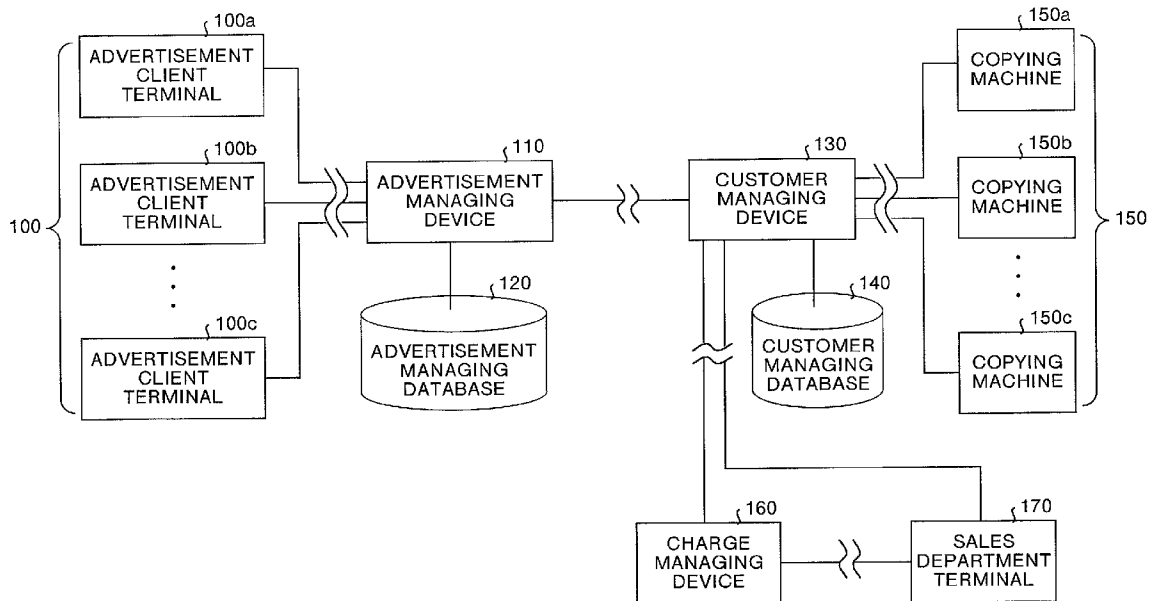 100a
ADVERTISEMENT
CLIENT
TERMINAL
100b
ADVERTISEMENT
CLIENT
TERMINAL
100
100c
ADVERTISEMENT
CLIENT
TERMINAL
110
ADVERTISEMENT
MANAGING
DEVICE
120
ADVERTISEMENT
MANAGING
DATABASE
130
CUSTOMER
MANAGING
DEVICE
140
CUSTOMER
MANAGING
DATABASE
150a
COPYING
MACHINE
150b
COPYING
MACHINE
150
150c
COPYING
MACHINE
160
CHARGE
MANAGING
DEVICE
170
SALES
DEPARTMENT
TERMINAL